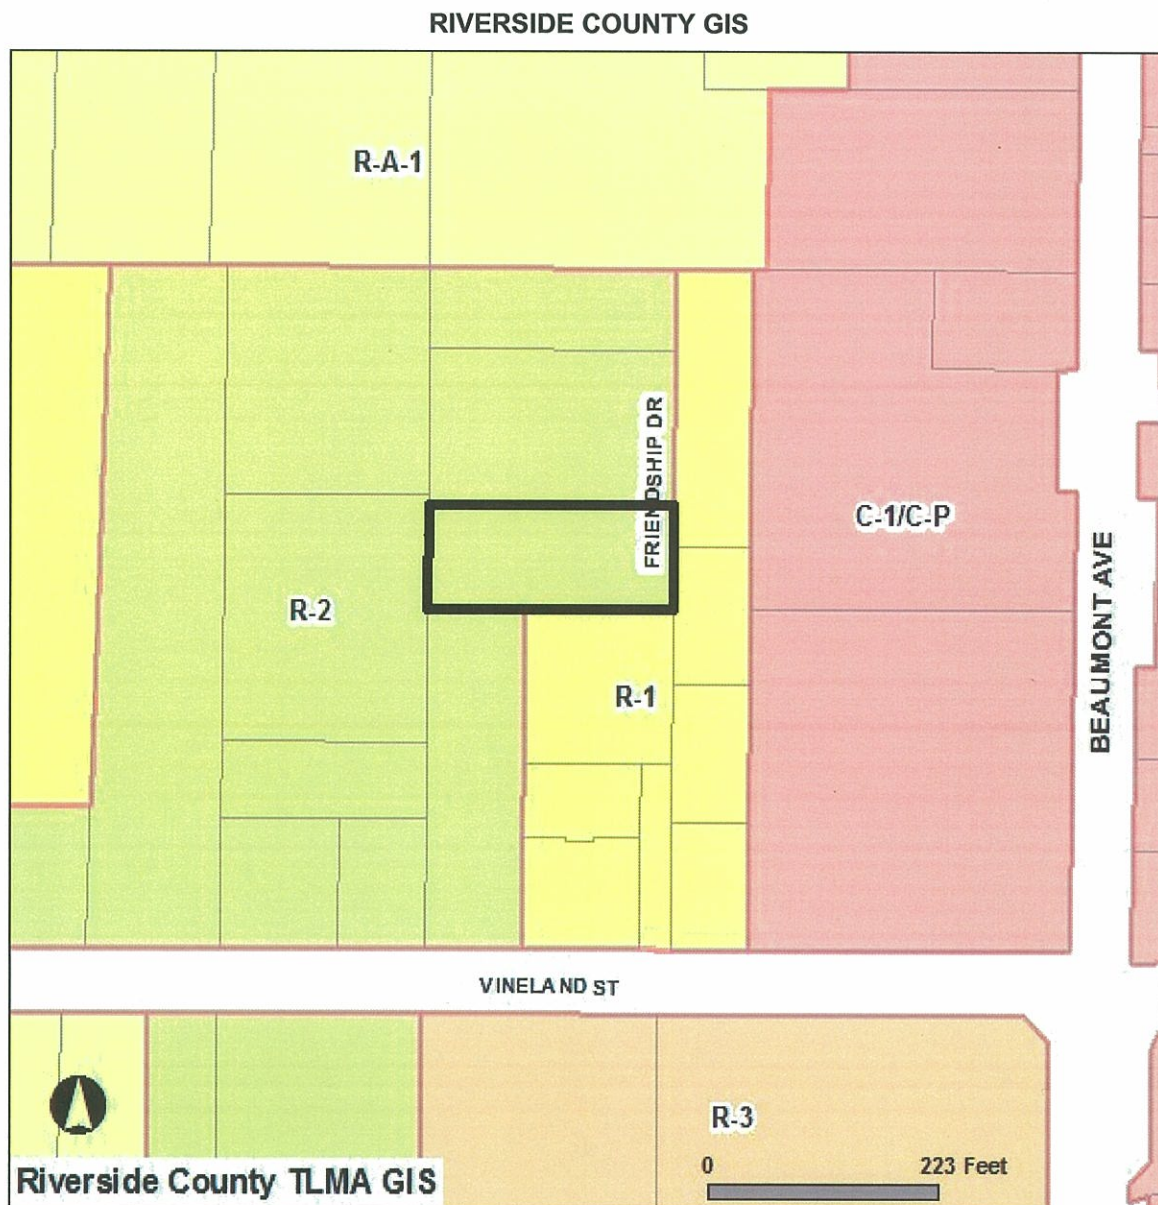 RIVERSIDE COUNTY GIS
R-A-1
FRIENDSHIP DR
C-1/C-P
BEAUMONT AVE
R-2
R-1
VINELAND ST
R-3
0
223 Feet
Riverside County TLMA GIS